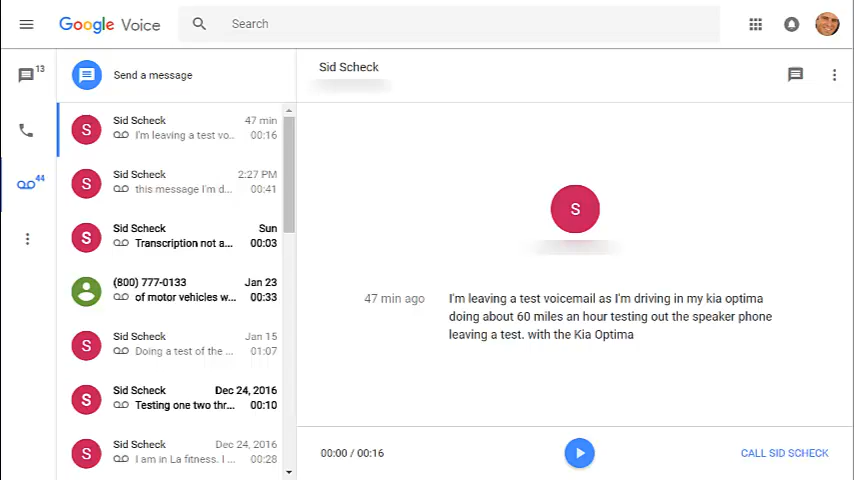 Google Voice
Search
13
44
Send a message
Sid Scheck
47 min
I'm leaving a test vo..
00:16
Sid Scheck
2:27 PM
this message I'm d...
00:41
Sid Scheck
Sun
Transcription not a...
00:03
(800) 777-0133
Jan 23
of motor vehicles w...
00:33
Sid Scheck
Jan 15
Doing a test of the ...
01:07
Sid Scheck
Dec 24, 2016
Testing one two thr...
00:10
Sid Scheck
Dec 24, 2016
I am in La fitness. I ...
00:28
S
S
S
S
S
S
Sid Scheck
S
47 min ago
I'm leaving a test voicemail as I'm driving in my kia optima
doing about 60 miles an hour testing out the speaker phone
leaving a test. with the Kia Optima
00:00 / 00:16
CALL SID SCHECK